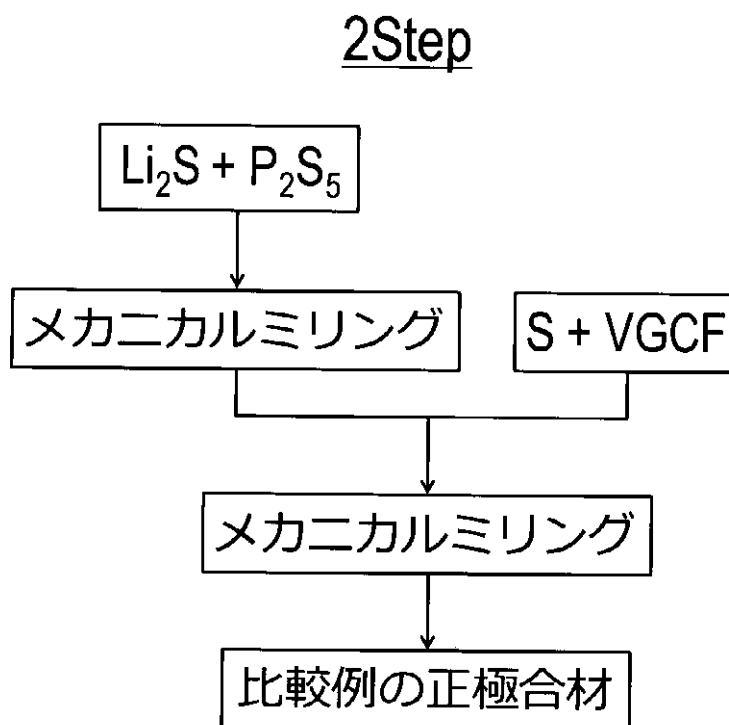 2Step
Li₂S + P₂S₅
メカニカルミリング
S + VGCF
メカニカルミリング
比較例の正極合材